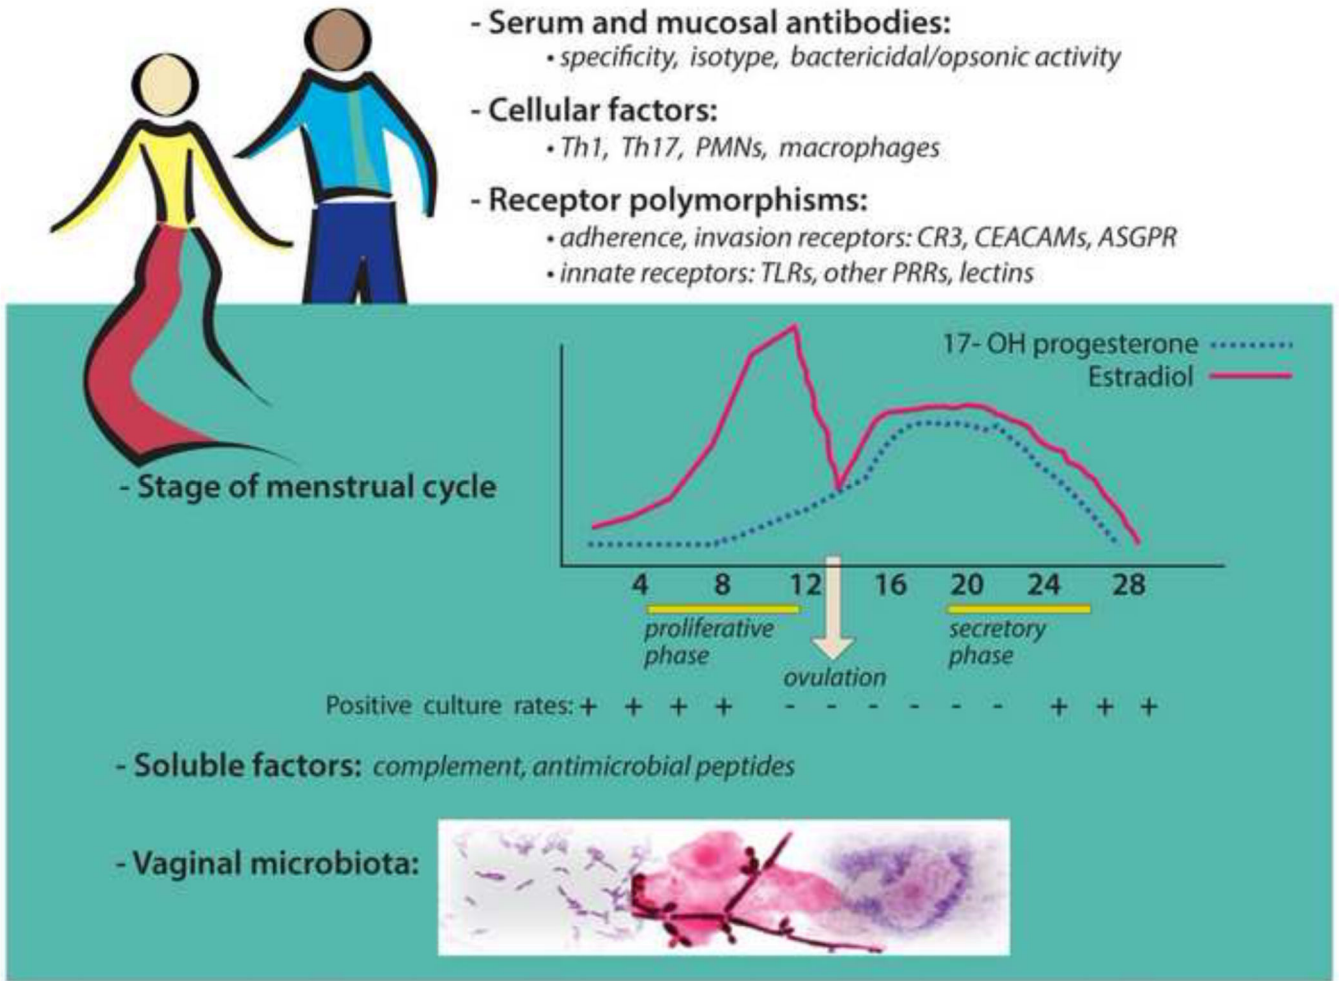 - Serum and mucosal antibodies:
• specificity, isotype, bactericidal/opsonic activity
- Cellular factors:
• Th1, Th17, PMNs, macrophages
- Receptor polymorphisms:
• adherence, invasion receptors: CR3, CEACAMs, ASGPR
• innate receptors: TLRs, other PRRs, lectins
17- OH progesterone
Estradiol
- Stage of menstrual cycle
4 8 12 16 20 24 28
proliferative
phase
secretory
phase
ovulation
Positive culture rates: + + + + - - - - - - + + +
- Soluble factors: complement, antimicrobial peptides
- Vaginal microbiota: